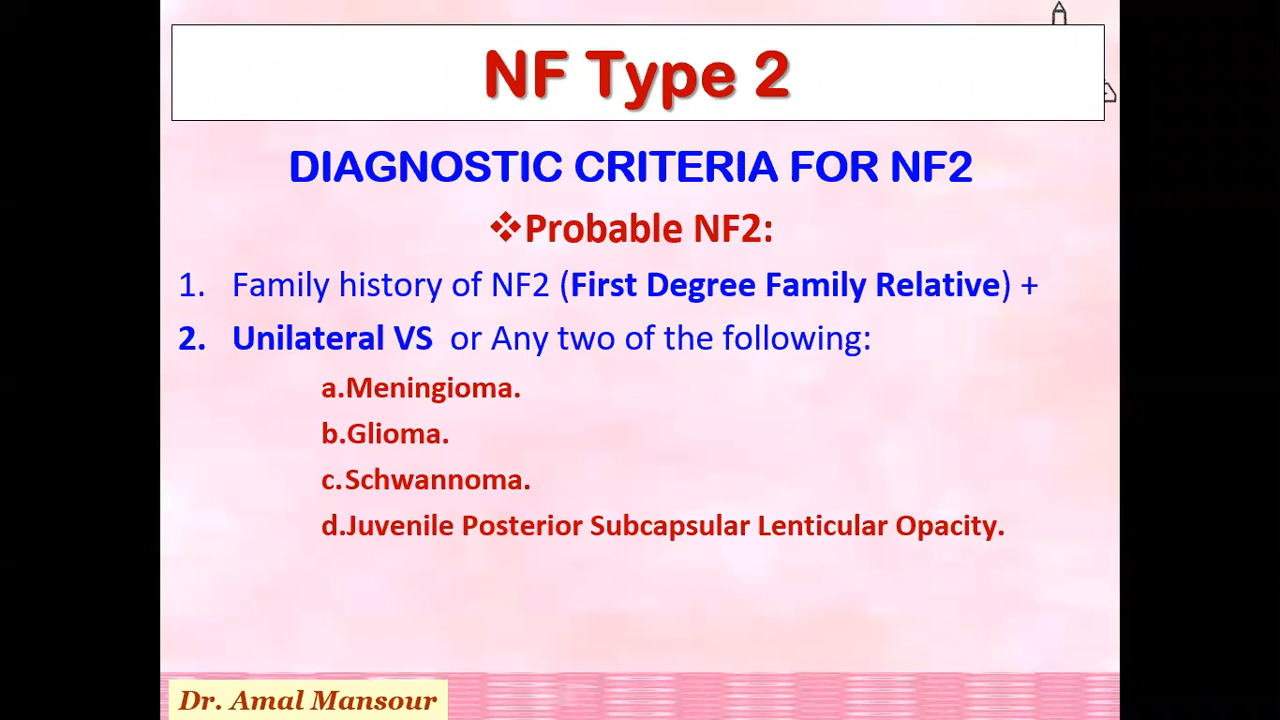 NF Type 2
DIAGNOSTIC CRITERIA FOR NF2
❖Probable NF2:
1. Family history of NF2 (First Degree Family Relative) +
2. Unilateral VS or Any two of the following:
a.Meningioma.
b.Glioma.
c.Schwannoma.
d.Juvenile Posterior Subcapsular Lenticular Opacity.
Dr. Amal Mansour